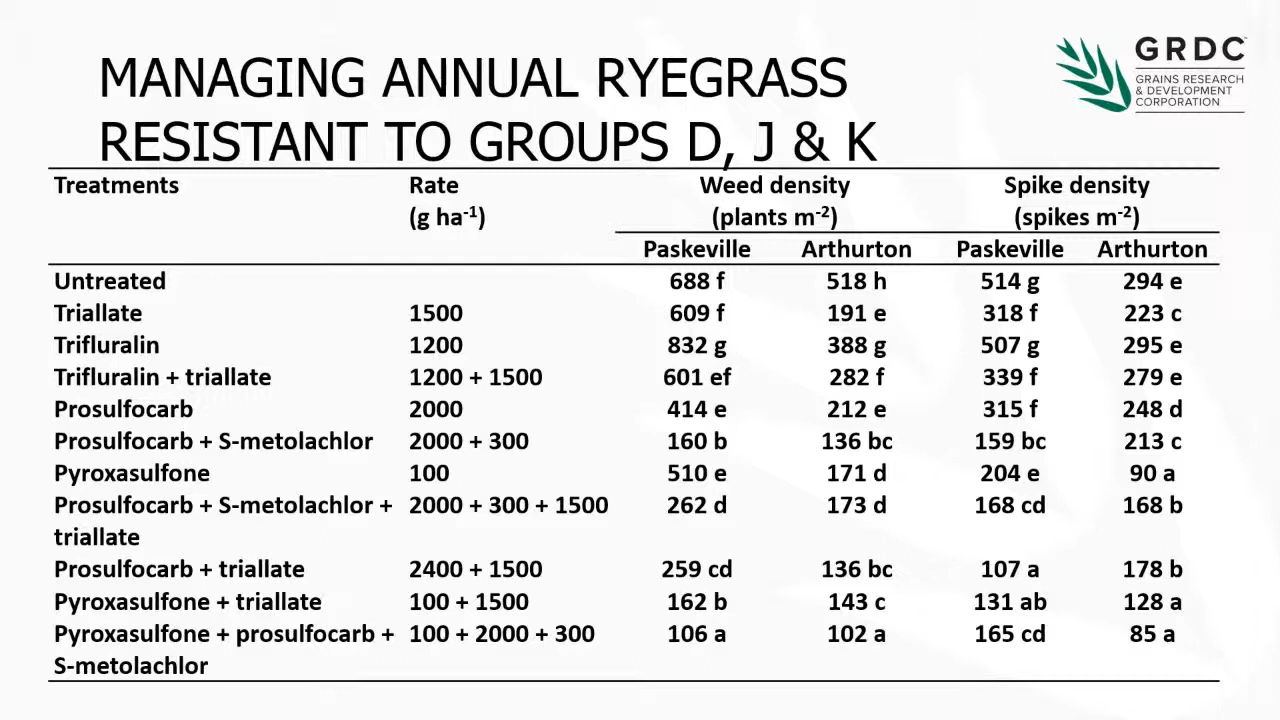 MANAGING ANNUAL RYEGRASS
RESISTANT TO GROUPS D, J & K
GRDC™
GRAINS RESEARCH
& DEVELOPMENT
CORPORATION
Treatments Rate Weed density Spike density
(g ha-1) (plants m-2) (spikes m-2)
Paskeville Arthurton Paskeville Arthurton
Untreated 688 f 518 h 514 g 294 e
Triallate 1500 609 f 191 e 318 f 223 c
Trifluralin 1200 832 g 388 g 507 g 295 e
Trifluralin + triallate 1200 + 1500 601 ef 282 f 339 f 279 e
Prosulfocarb 2000 414 e 212 e 315 f 248 d
Prosulfocarb + S-metolachlor 2000 + 300 160 b 136 bc 159 bc 213 c
Pyroxasulfone 100 510 e 171 d 204 e 90 a
Prosulfocarb + S-metolachlor + 2000 + 300 + 1500 262 d 173 d 168 cd 168 b
triallate
Prosulfocarb + triallate 2400 + 1500 259 cd 136 bc 107 a 178 b
Pyroxasulfone + triallate 100 + 1500 162 b 143 c 131 ab 128 a
Pyroxasulfone + prosulfocarb + 100 + 2000 + 300 106 a 102 a 165 cd 85 a
S-metolachlor